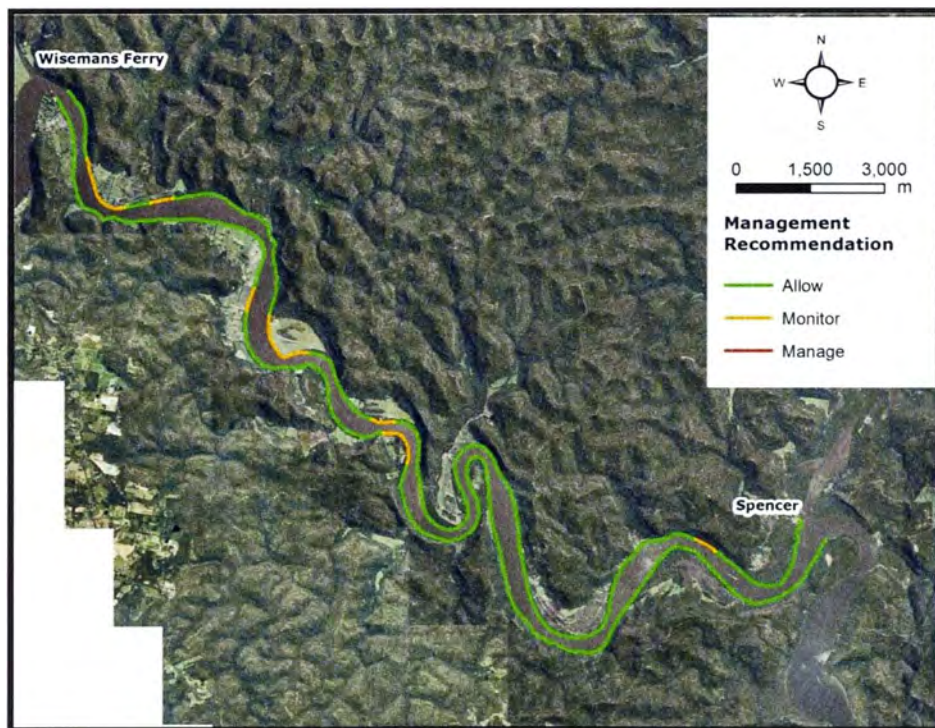 Wisemans Ferry
N
W E
S
0 1,500 3,000
m
Management
Recommendation
Allow
Monitor
Manage
Spencer